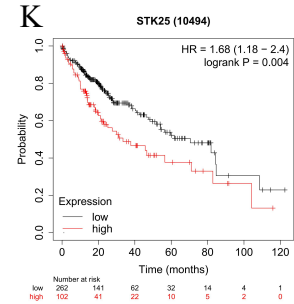 K
STK25 (10494)
HR = 1.68 (1.18 − 2.4)
logrank P = 0.004
Probability
1.0
0.8
0.6
0.4
0.2
0.0
Expression
low
high
0 20 40 60 80 100 120
Time (months)
Number at risk
low 262 141 62 32 14 4 1
high 102 41 22 10 5 2 0